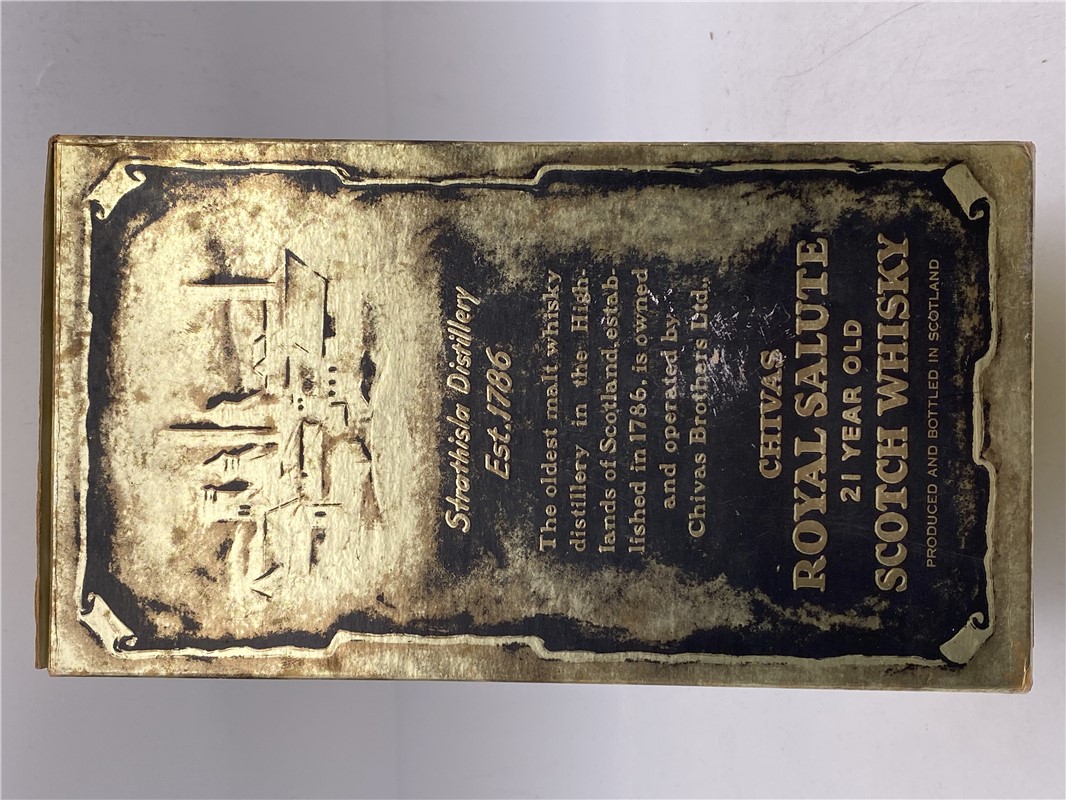 Strathisla Distillery
Est.1786
The oldest malt whisky
distillery in the High-
lands of Scotland, estab-
lished in 1786, is owned
and operated by
Chivas Brothers Ltd.,
CHIVAS
ROYAL SALUTE
21 YEAR OLD
SCOTCH WHISKY
PRODUCED AND BOTTLED IN SCOTLAND